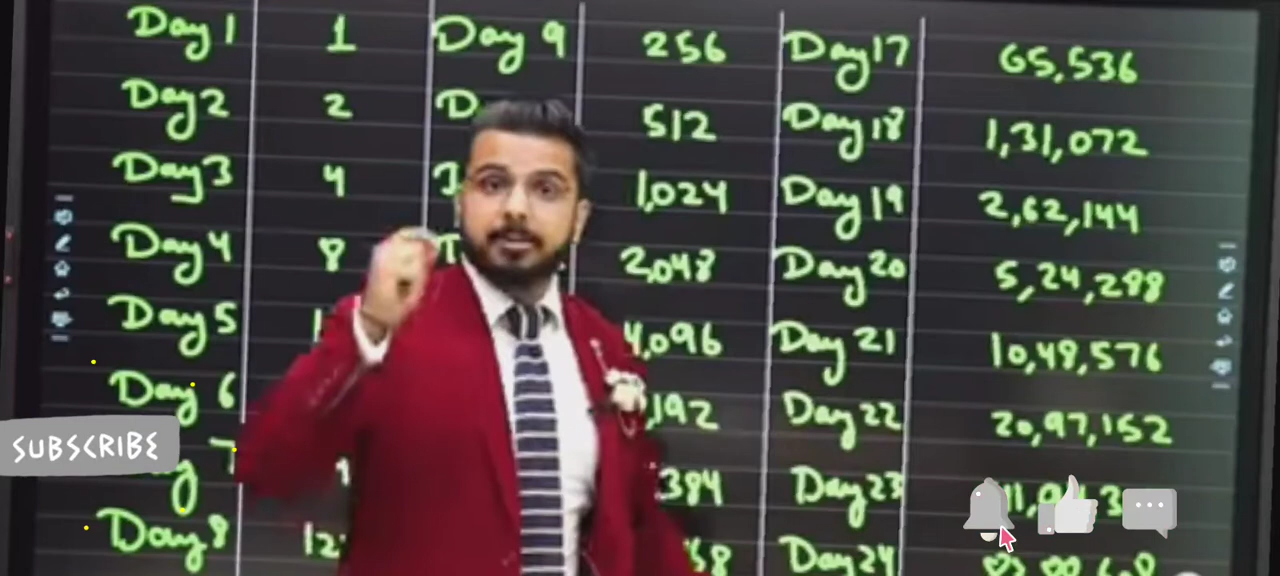 Day 1 1 Day 9 256 Day 17 65,536
Day 2 2 512 Day 18 1,31,072
Day 3 4 1,024 Day 19 2,62,144
Day 4 8 2,048 Day 20 5,24,288
Day 5 4,096 Day 21 10,48,576
Day 6 Day 22 20,97,152
SUBSCRIBE
Day 23
Day 8 Day 24